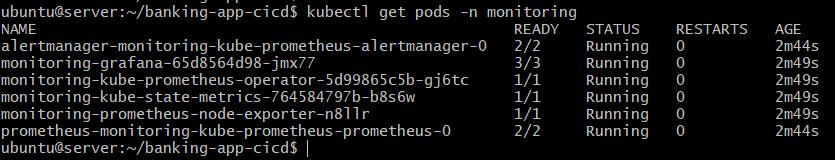 ubuntu@server:~/banking-app-cicd$ kubectl get pods -n monitoring
NAME READY STATUS RESTARTS AGE
alertmanager-monitoring-kube-prometheus-alertmanager-0 2/2 Running 0 2m44s
monitoring-grafana-65d8564d98-jmx77 3/3 Running 0 2m49s
monitoring-kube-prometheus-operator-5d99865c5b-gj6tc 1/1 Running 0 2m49s
monitoring-kube-state-metrics-764584797b-b8s6w 1/1 Running 0 2m49s
monitoring-prometheus-node-exporter-n8llr 1/1 Running 0 2m49s
prometheus-monitoring-kube-prometheus-prometheus-0 2/2 Running 0 2m44s
ubuntu@server:~/banking-app-cicd$